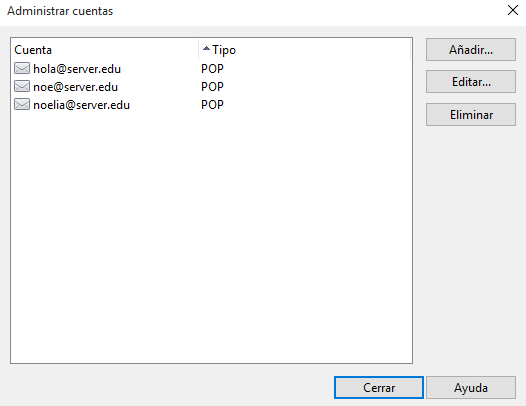 Administrar cuentas
Cuenta Tipo
hola@server.edu POP
noe@server.edu POP
noelia@server.edu POP
Añadir...
Editar...
Eliminar
Cerrar Ayuda